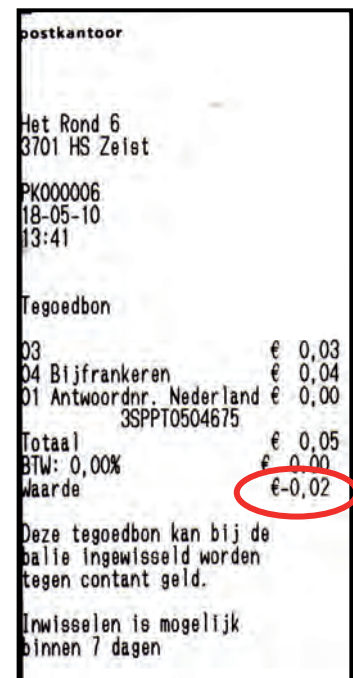 postkantoor
Het Rond 6
3701 HS Zeist
PK000006
18-05-10
13:41
Tegoedbon
03 € 0,03
04 Bijfrankeren € 0,04
01 Antwoordnr. Nederland € 0,00
3SPPT0504675
Totaal € 0,05
BTW: 0,00% € 0,00
Waarde €-0,02
Deze tegoedbon kan bij de
balie ingewisseld worden
tegen contant geld.
Inwisselen is mogelijk
binnen 7 dagen